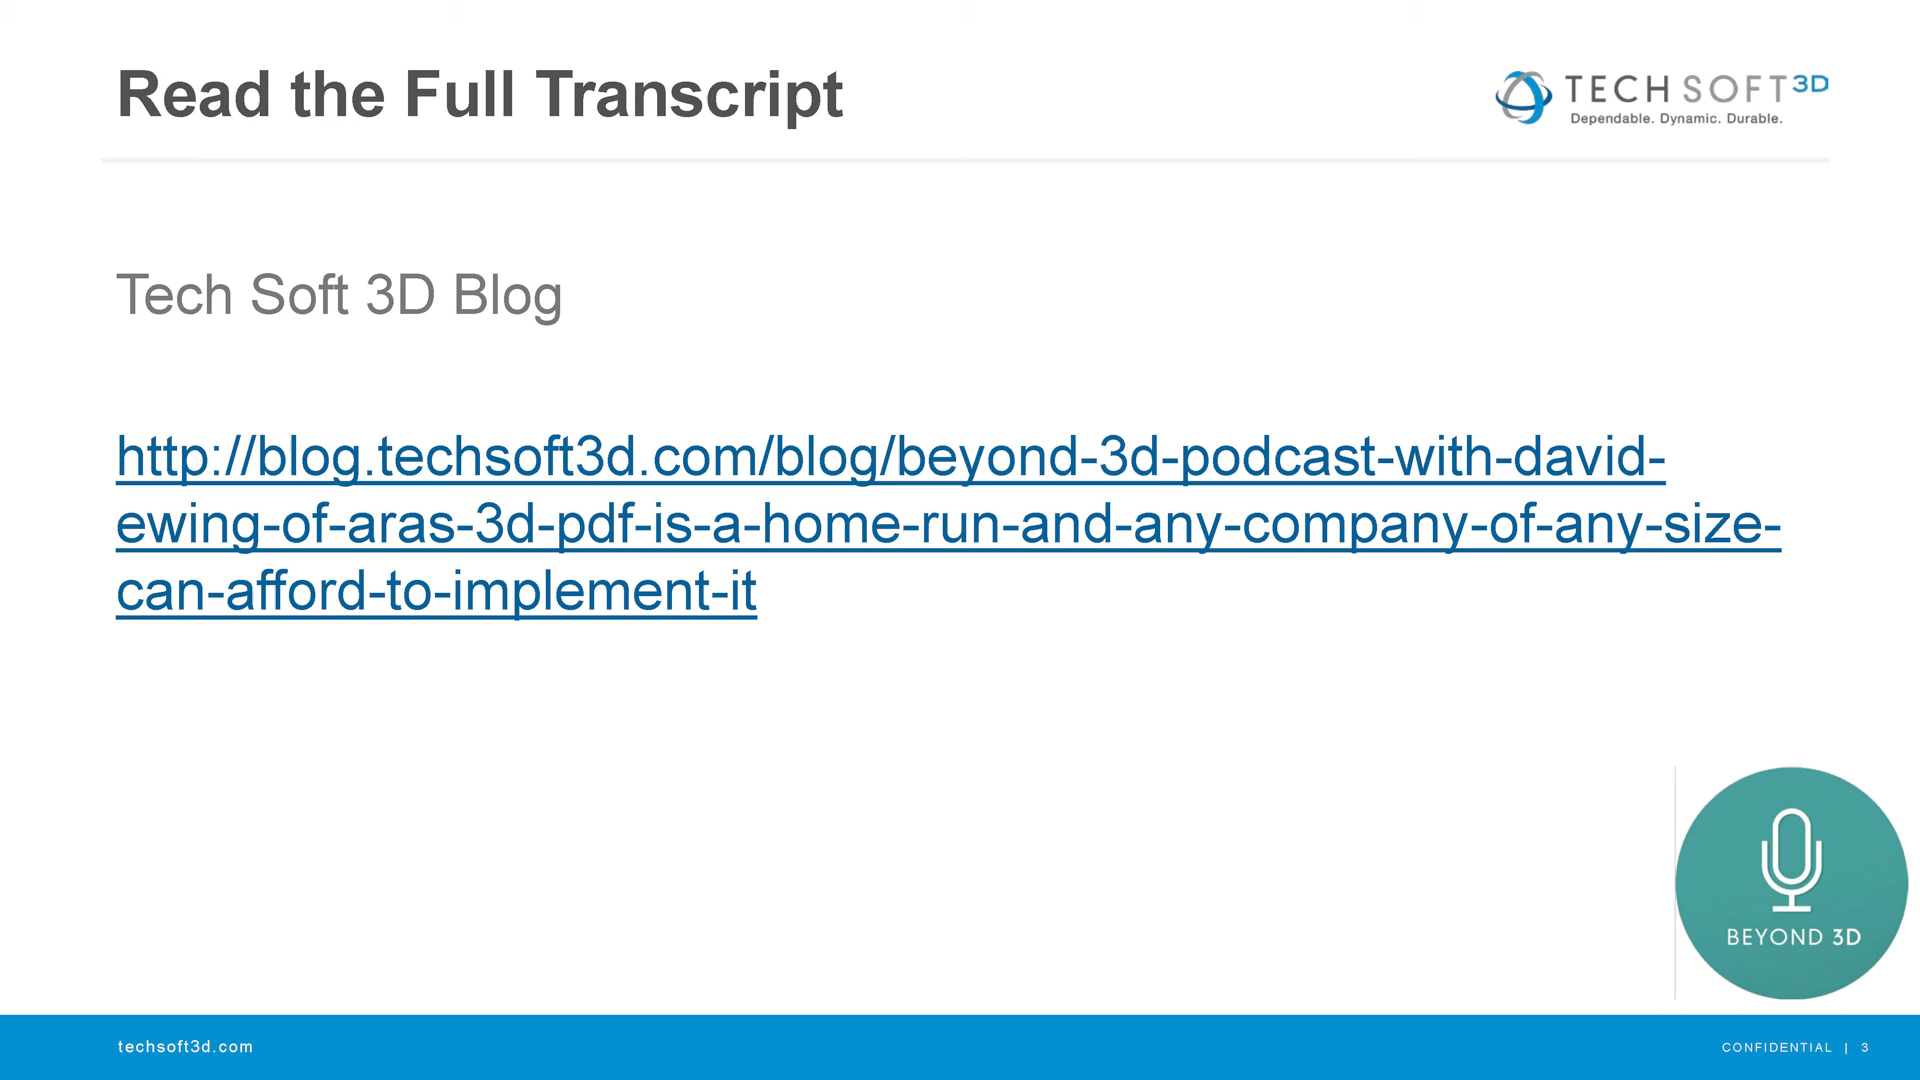 Read the Full Transcript
TECH SOFT 3D
Dependable. Dynamic. Durable.
Tech Soft 3D Blog
http://blog.techsoft3d.com/blog/beyond-3d-podcast-with-david-
ewing-of-aras-3d-pdf-is-a-home-run-and-any-company-of-any-size-
can-afford-to-implement-it
BEYOND 3D
techsoft3d.com
CONFIDENTIAL | 3